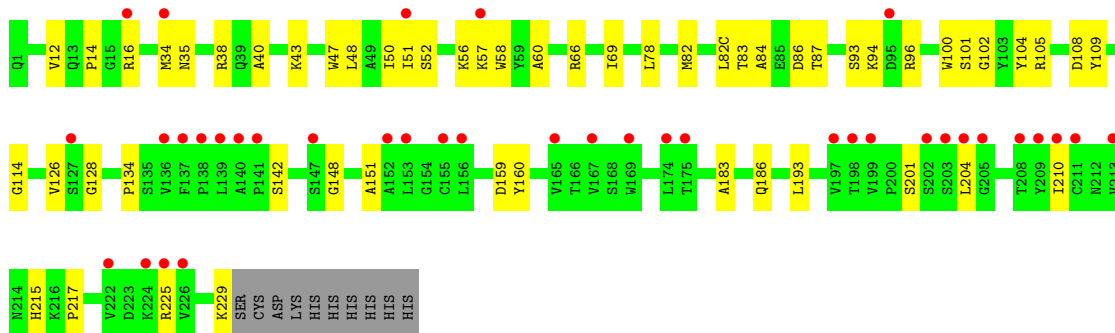 Q1 V12 Q13 P14 G15 R16 M34 N35 R38 Q39 A40 K43 W47 L48 A49 I50 I51 S52 K56 K57 W58 Y59 A60 R66 I69 L78 M82 L82C T83 A84 E85 D86 T87 S93 K94 D95 R96 W100 S101 G102 Y103 Y104 R105 D108 Y109
G114 V126 S127 G128 P134 S135 V136 F137 P138 L139 A140 P141 S142 S147 G148 A151 A152 L153 G154 C155 L156 D159 Y160 V165 T166 V167 S168 W169 L174 T175 A183 Q186 L193 V197 T198 V199 P200 S201 S202 S203 L204 G205 T208 Y209 I210 C211 N212
N214 H215 K216 P217 V222 D223 K224 R225 V226 K229 SER CYS ASP LYS HIS HIS HIS HIS HIS HIS